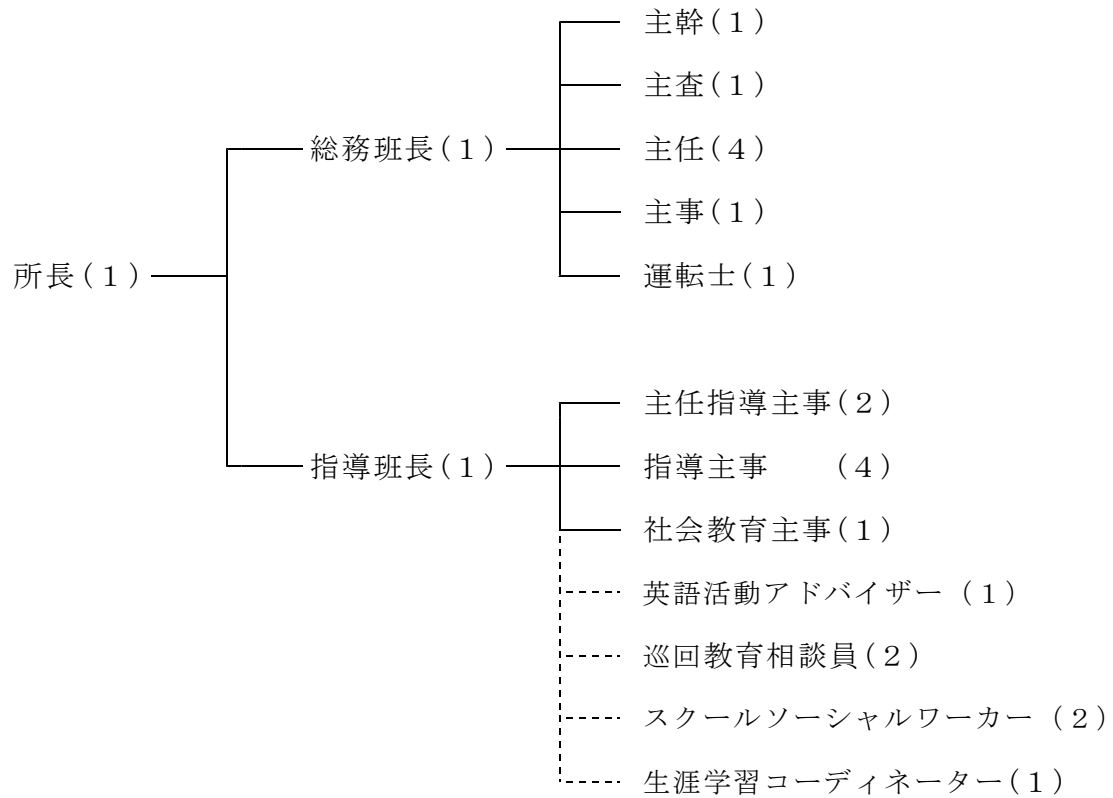 所長(1)
総務班長(1)
主幹(1)
主査(1)
主任(4)
主事(1)
運転士(1)
指導班長(1)
主任指導主事(2)
指導主事　　(4)
社会教育主事(1)
英語活動アドバイザー(1)
巡回教育相談員(2)
スクールソーシャルワーカー(2)
生涯学習コーディネーター(1)